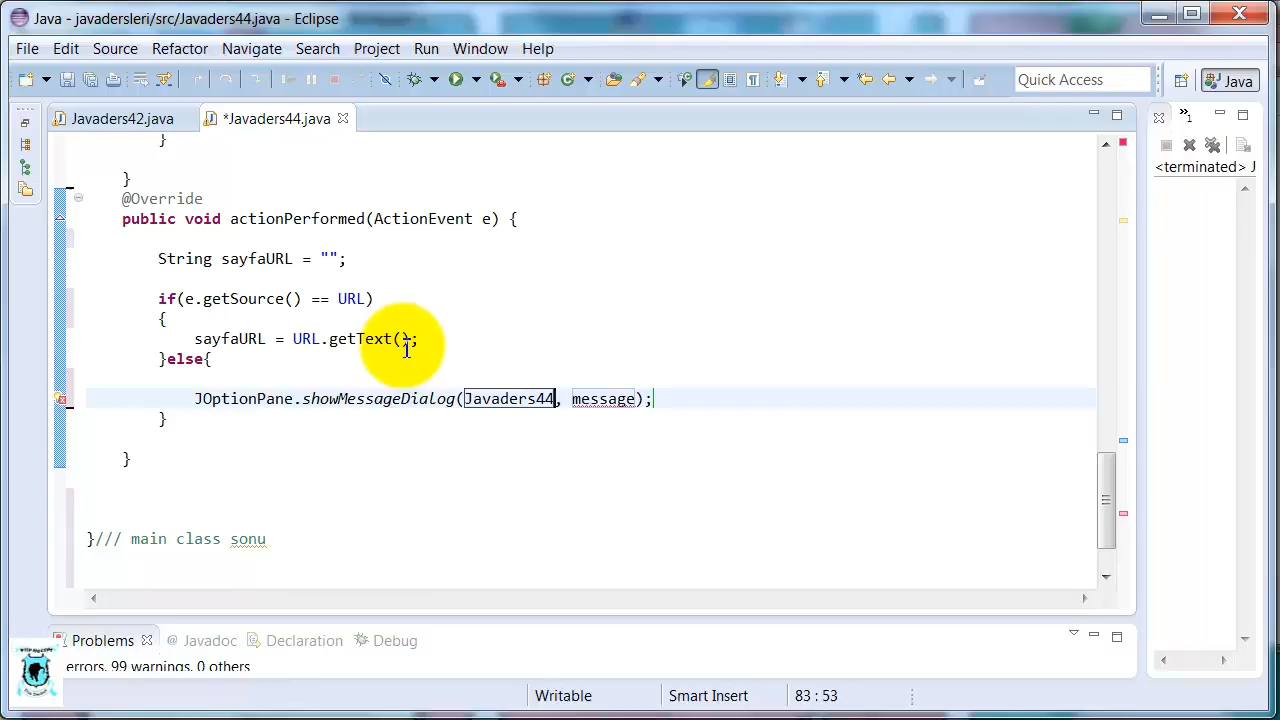 Java - javadersleri/src/Javaders44.java - Eclipse
File Edit Source Refactor Navigate Search Project Run Window Help
Quick Access
Java
Javaders42.java
*Javaders44.java
»1
}
}
@Override
public void actionPerformed(ActionEvent e) {
String sayfaURL = "";
if(e.getSource() == URL)
{
sayfaURL = URL.getText();
}else{
JOptionPane.showMessageDialog(Javaders44, message);
}
}
}/// main class sonu
<terminated> J
Problems @ Javadoc Declaration Debug
errors, 99 warnings, 0 others
Writable Smart Insert 83 : 53